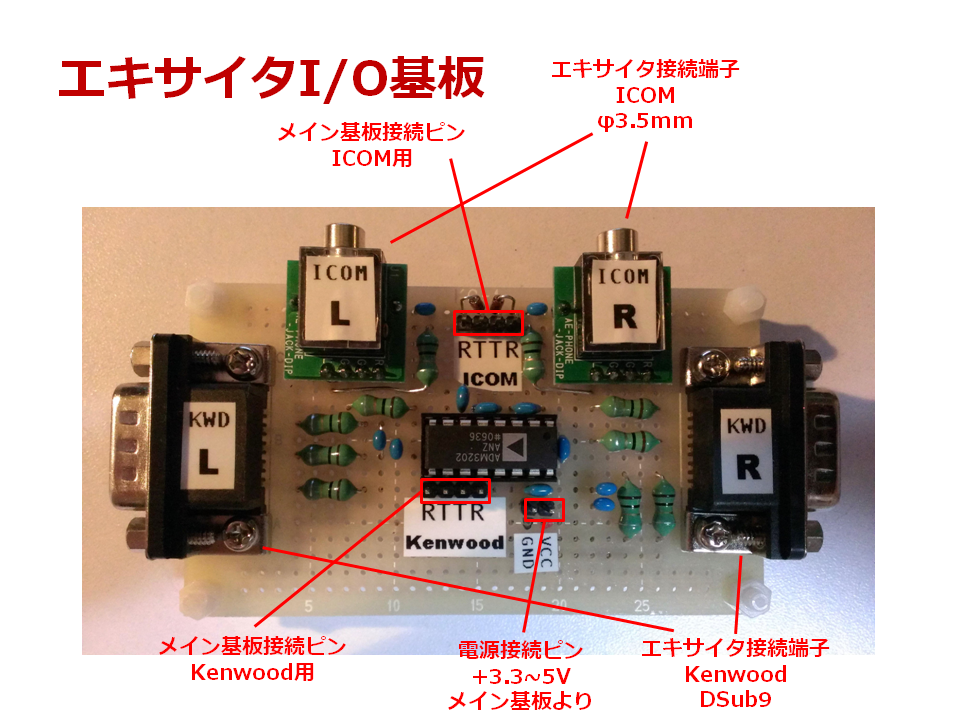 エキサイタI/O基板
エキサイタ接続端子
ICOM
φ3.5mm
メイン基板接続ピン
ICOM用
ICOM
L
ICOM
R
AE-PHONE
-JACK-DIP
RTTR
ICOM
KWD
L
KWD
R
ADM3202
ANZ
#0636
RTTR
Kenwood
GND
VCC
5
10
15
20
25
メイン基板接続ピン
Kenwood用
電源接続ピン
+3.3~5V
メイン基板より
エキサイタ接続端子
Kenwood
DSub9